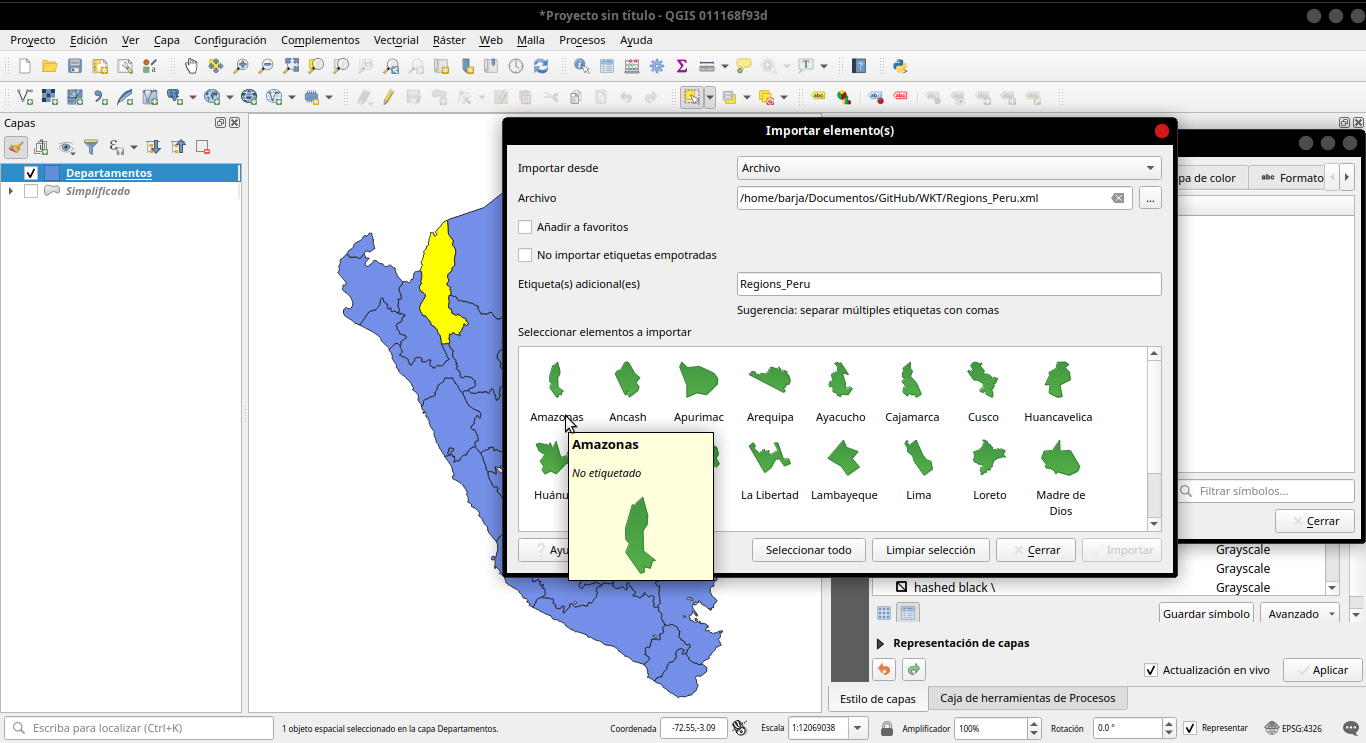 *Proyecto sin título - QGIS 011168f93d
Proyecto Edición Ver Capa Configuración Complementos Vectorial Ráster Web Malla Procesos Ayuda
Capas
Departamentos
Simplificado
Importar elemento(s)
Importar desde
Archivo
Archivo
/home/barja/Documentos/GitHub/WKT/Regions_Peru.xml
...
Añadir a favoritos
No importar etiquetas empotradas
Etiqueta(s) adicional(es)
Regions_Peru
Sugerencia: separar múltiples etiquetas con comas
Seleccionar elementos a importar
Amazonas Ancash Apurimac Arequipa Ayacucho Cajamarca Cusco Huancavelica
Huánu
La Libertad Lambayeque Lima Loreto Madre de
Dios
Amazonas
No etiquetado
? Ayu
Seleccionar todo Limpiar selección Cerrar Importar
pa de color
abc Formato
Filtrar símbolos...
Cerrar
Grayscale
Grayscale
hashed black \ Grayscale
Guardar símbolo Avanzado
Representación de capas
Actualización en vivo Aplicar
Estilo de capas Caja de herramientas de Procesos
Escriba para localizar (Ctrl+K)
1 objeto espacial seleccionado en la capa Departamentos.
Coordenada -72.55,-3.09
Escala 1:12069038
Amplificador 100%
Rotación 0.0 °
Representar
EPSG:4326